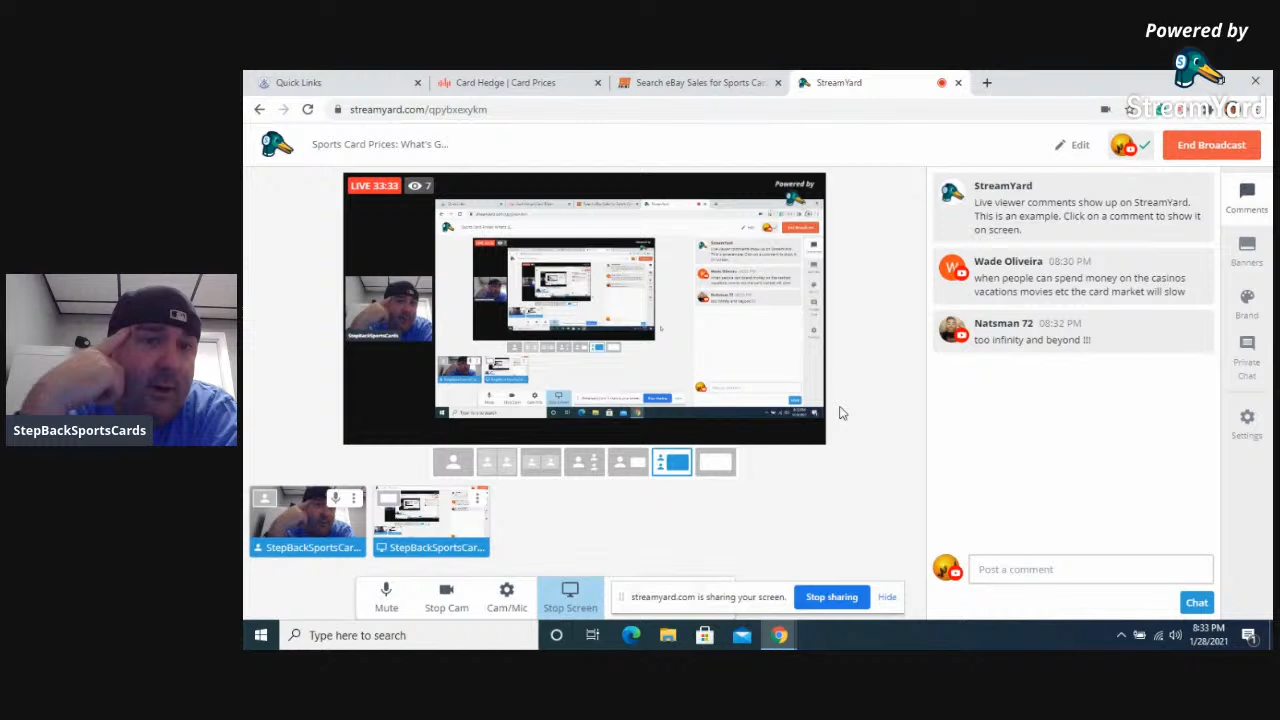 Powered by
StreamYard
Quick Links
Card Hedge | Card Prices
Search eBay Sales for Sports Car
StreamYard
streamyard.com/qpybxexykm
Sports Card Prices: What's G...
Edit
End Broadcast
LIVE 33:33
7
Powered by
StepBackSportsCards
StreamYard
Live viewer comments show up on StreamYard.
This is an example. Click on a comment to show it
on screen.
Wade Oliveira 08:30 PM
when people can spend money on the casinos
vacations movies etc the card market will slow
Natsman 72 08:32 PM
too infinity and beyond !!!
Comments
Banners
Brand
Private
Chat
Settings
StepBackSportsCards
StepBackSportsCar...
StepBackSportsCar...
Mute
Stop Cam
Cam/Mic
Stop Screen
streamyard.com is sharing your screen.
Stop sharing
Hide
Post a comment
Chat
Type here to search
8:33 PM
1/28/2021